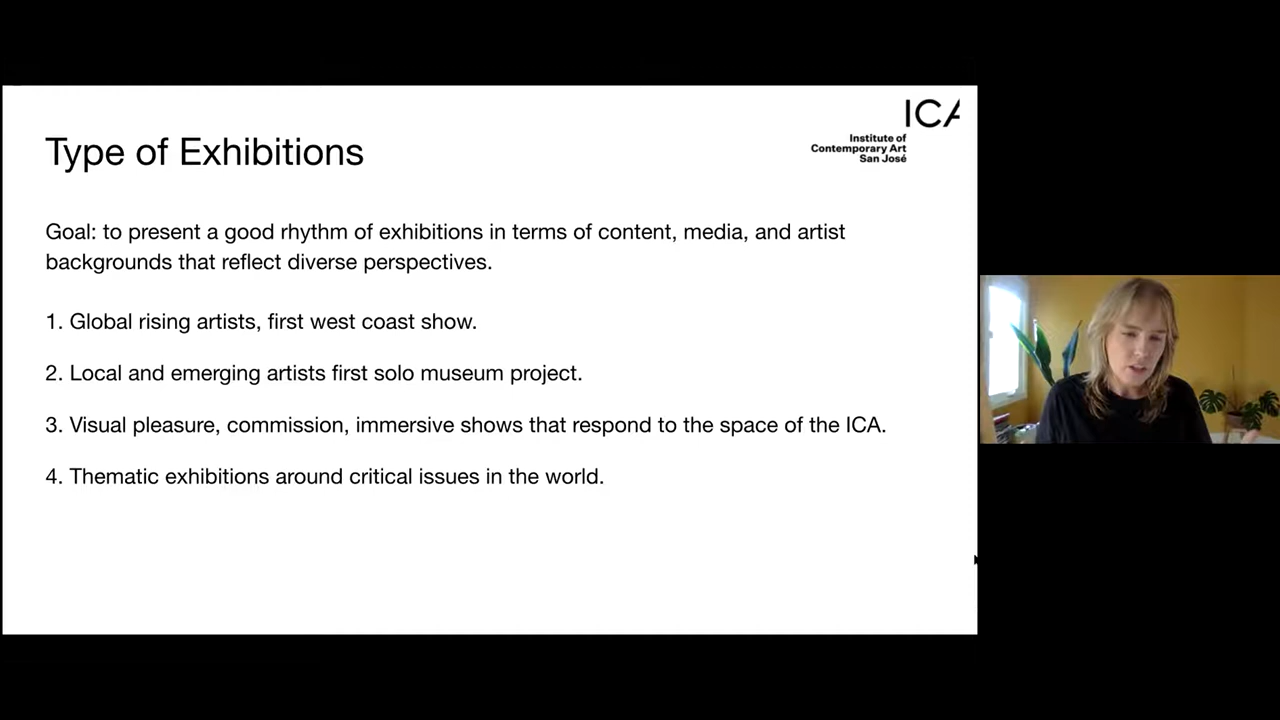 ICA
Institute of
Contemporary Art
San José
Type of Exhibitions
Goal: to present a good rhythm of exhibitions in terms of content, media, and artist
backgrounds that reflect diverse perspectives.
1. Global rising artists, first west coast show.
2. Local and emerging artists first solo museum project.
3. Visual pleasure, commission, immersive shows that respond to the space of the ICA.
4. Thematic exhibitions around critical issues in the world.